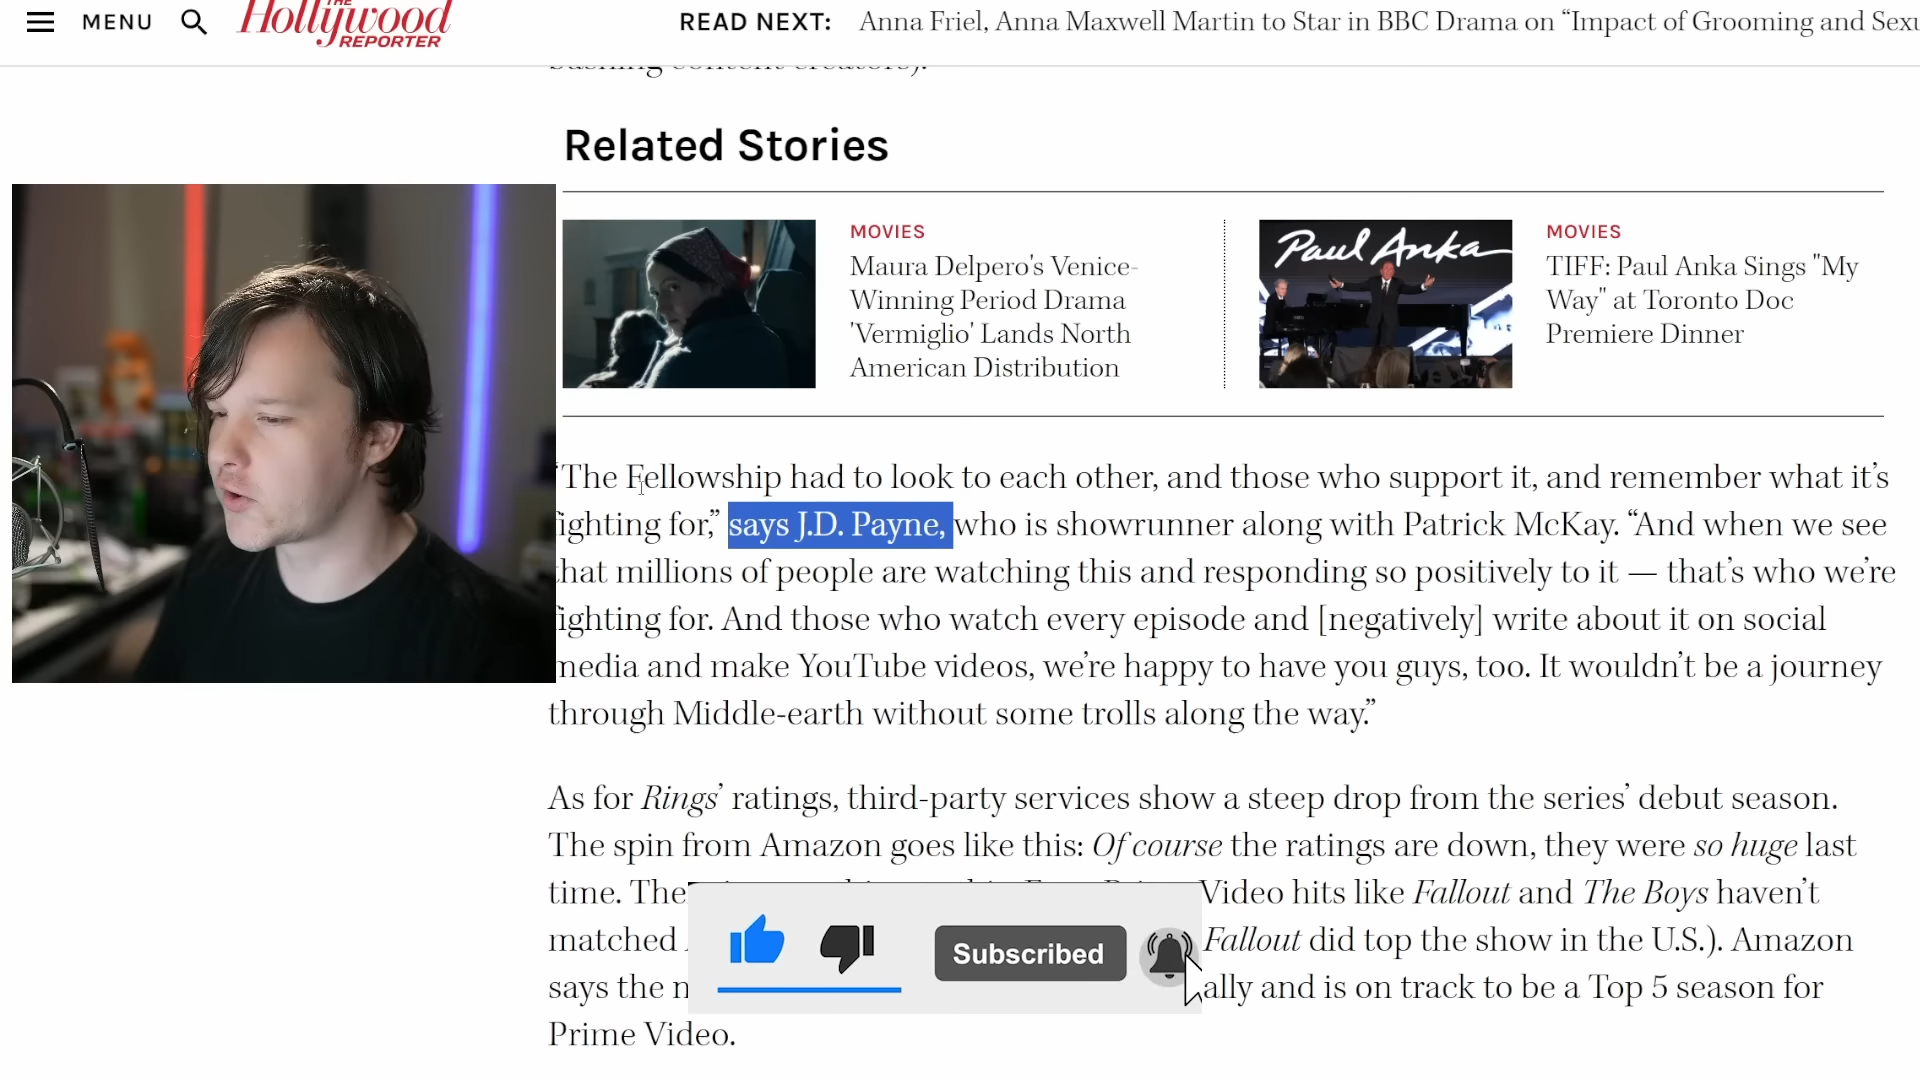 MENU
THE
Hollywood
REPORTER
READ NEXT: Anna Friel, Anna Maxwell Martin to Star in BBC Drama on “Impact of Grooming and
Related Stories
MOVIES
Maura Delpero's Venice-
Winning Period Drama
'Vermiglio' Lands North
American Distribution
Paul Anka
MOVIES
TIFF: Paul Anka Sings "My
Way" at Toronto Doc
Premiere Dinner
“The Fellowship had to look to each other, and those who support it, and remember what it’s
fighting for,” says J.D. Payne, who is showrunner along with Patrick McKay. “And when we see
that millions of people are watching this and responding so positively to it — that’s who we’re
fighting for. And those who watch every episode and [negatively] write about it on social
media and make YouTube videos, we’re happy to have you guys, too. It wouldn’t be a journey
through Middle-earth without some trolls along the way.”
As for Rings’ ratings, third-party services show a steep drop from the series’ debut season.
The spin from Amazon goes like this: Of course the ratings are down, they were so huge last
time. Video hits like Fallout and The Boys haven’t
matched Fallout did top the show in the U.S.). Amazon
says the and is on track to be a Top 5 season for
Prime Video.
Subscribed